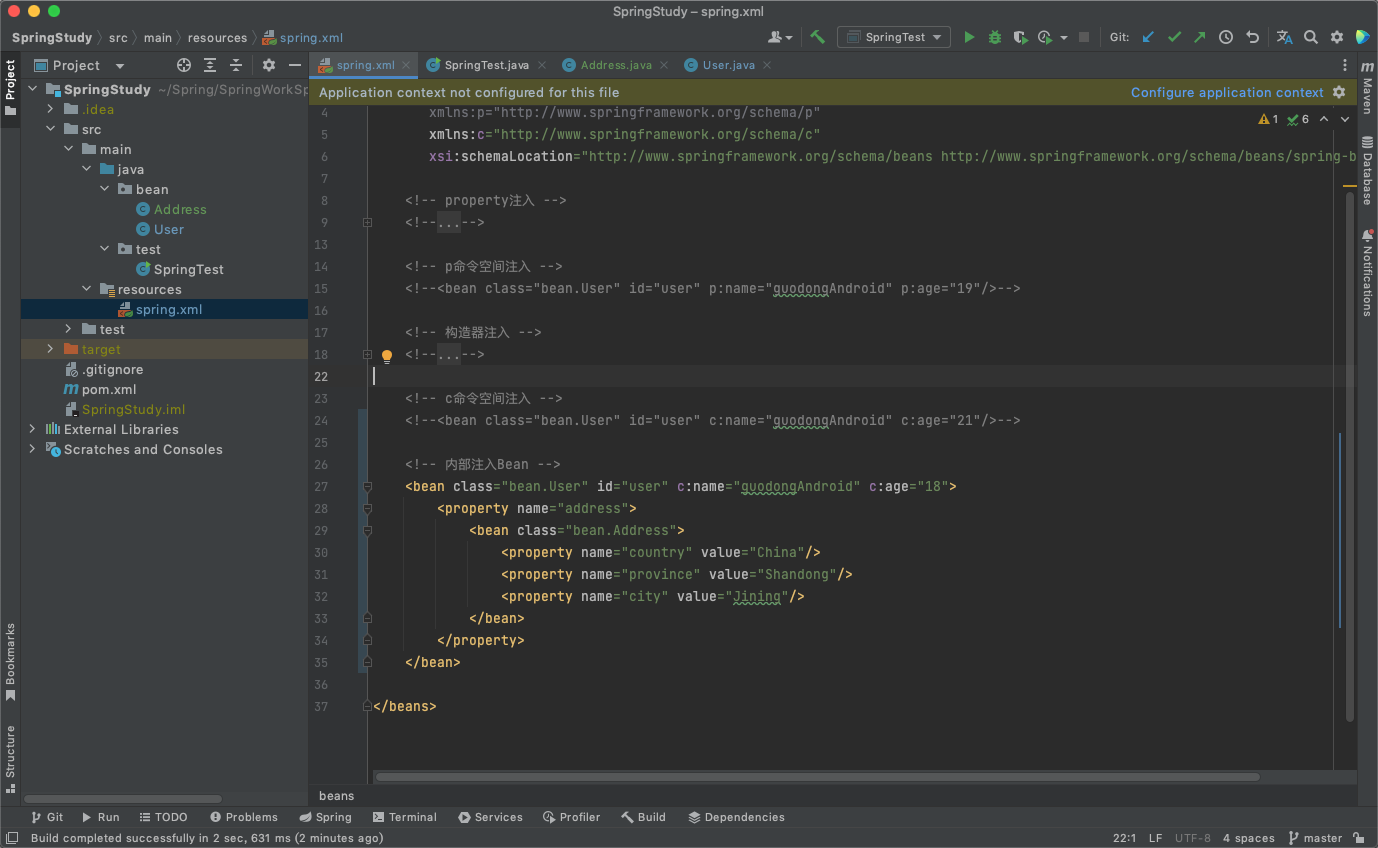 SpringStudy – spring.xml
SpringStudy src main resources spring.xml
SpringTest Git:
Project
spring.xml SpringTest.java Address.java User.java
Application context not configured for this file Configure application context
SpringStudy ~/Spring/SpringWorkSp
.idea
src
main
java
bean
Address
User
test
SpringTest
resources
spring.xml
test
target
.gitignore
pom.xml
SpringStudy.iml
External Libraries
Scratches and Consoles
1 6
4 xmlns:p="http://www.springframework.org/schema/p"
5 xmlns:c="http://www.springframework.org/schema/c"
6 xsi:schemaLocation="http://www.springframework.org/schema/beans http://www.springframework.org/schema/beans/spring-b
7
8 <!-- property注入 -->
9 <!--...-->
13
14 <!-- p命令空间注入 -->
15 <!--<bean class="bean.User" id="user" p:name="guodongAndroid" p:age="19"/>-->
16
17 <!-- 构造器注入 -->
18 <!--...-->
22
23 <!-- c命令空间注入 -->
24 <!--<bean class="bean.User" id="user" c:name="guodongAndroid" c:age="21"/>-->
25
26 <!-- 内部注入Bean -->
27 <bean class="bean.User" id="user" c:name="guodongAndroid" c:age="18">
28 <property name="address">
29 <bean class="bean.Address">
30 <property name="country" value="China"/>
31 <property name="province" value="Shandong"/>
32 <property name="city" value="Jining"/>
33 </bean>
34 </property>
35 </bean>
36
37 </beans>
beans
Project
Bookmarks
Structure
Maven
Database
Notifications
Git Run TODO Problems Spring Terminal Services Profiler Build Dependencies
Build completed successfully in 2 sec, 631 ms (2 minutes ago) 22:1 LF UTF-8 4 spaces master